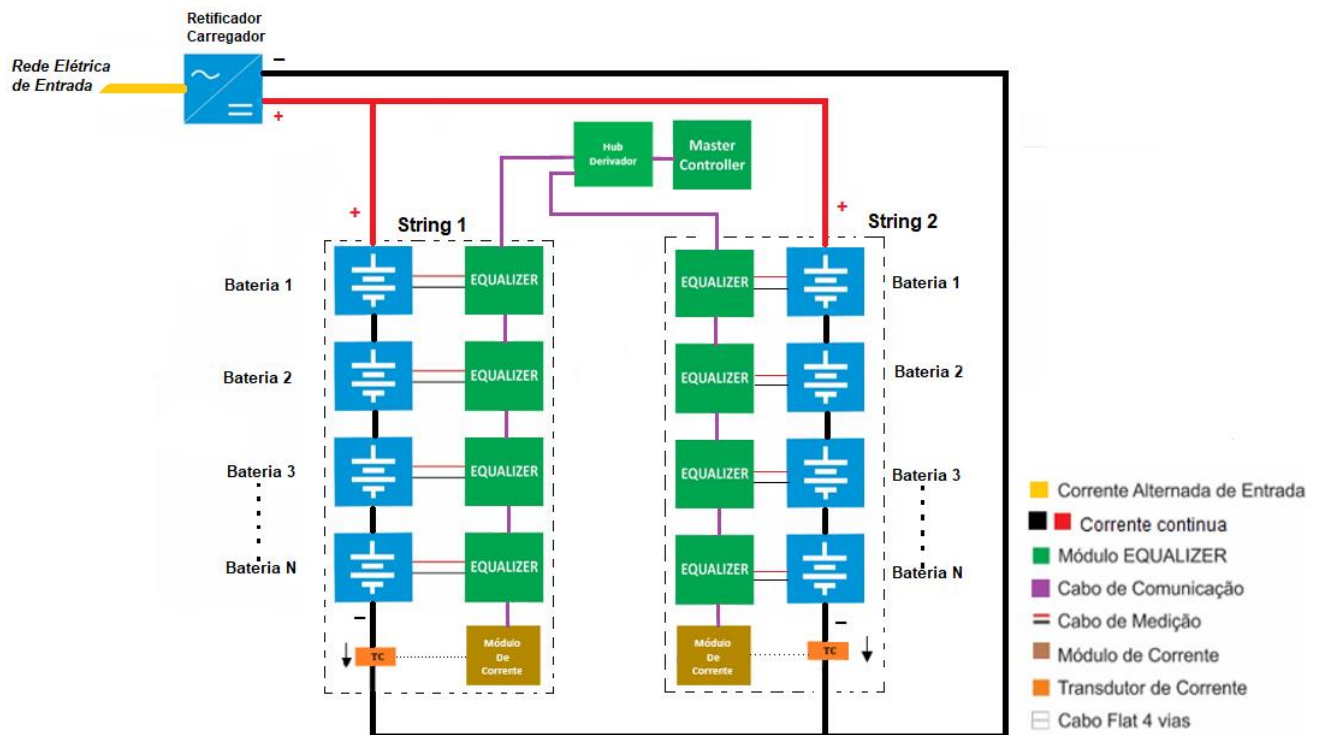 Retificador
Carregador
Rede Elétrica
de Entrada
−
+
Hub
Derivador
Master
Controller
+
String 1
+
String 2
Bateria 1
EQUALIZER
EQUALIZER
Bateria 1
Bateria 2
EQUALIZER
EQUALIZER
Bateria 2
Bateria 3
EQUALIZER
EQUALIZER
Bateria 3
Bateria N
EQUALIZER
EQUALIZER
Bateria N
−
TC
Módulo
De
Corrente
Módulo
De
Corrente
−
TC
Corrente Alternada de Entrada
Corrente continua
Módulo EQUALIZER
Cabo de Comunicação
Cabo de Medição
Módulo de Corrente
Transdutor de Corrente
Cabo Flat 4 vias